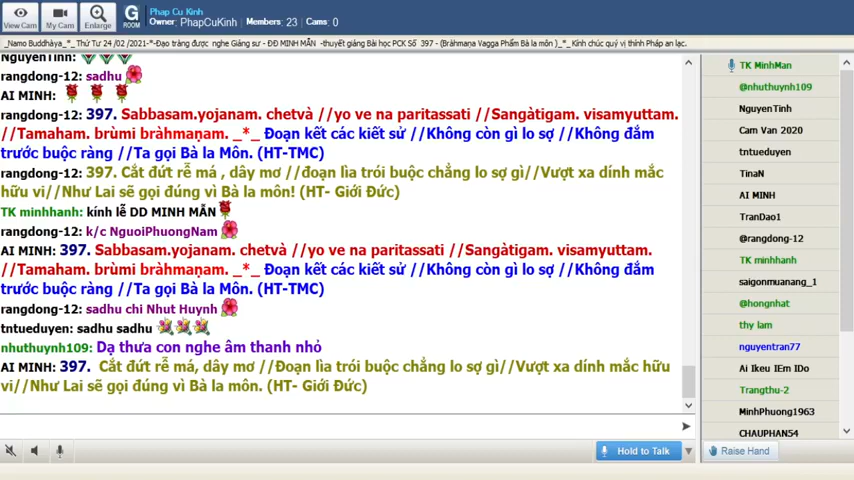 Phap Cu Kinh
Owner: PhapCuKinh Members: 23 Cams: 0
View Cam
My Cam
Enlarge
G
ROOM
_Namo Buddhàya_*_ Thứ Tư 24 /02 /2021-*-Đạo tràng được nghe Giảng sư - ĐĐ MINH MẪN -thuyết giảng Bài học PCK Số 397 - (Bràhmaṇa Vagga Phẩm Bà la môn )_*_Kính chúc quý vị thính Pháp an lạc.
NguyenTinh:
rangdong-12: sadhu
AI MINH:
rangdong-12: 397. Sabbasam.yojanam. chetvà //yo ve na paritassati //Sangàtigam. visamyuttam.
//Tamaham. brùmi bràhmaṇam. _*_ Đoạn kết các kiết sử //Không còn gì lo sợ //Không đắm
trước buộc ràng //Ta gọi Bà la Môn. (HT-TMC)
rangdong-12: 397. Cắt đứt rễ má , dây mơ //đoạn lìa trói buộc chẳng lo sợ gì//Vượt xa dính mắc
hữu vi//Như Lai sẽ gọi đúng vì Bà la môn! (HT- Giới Đức)
TK minhhanh: kính lễ DD MINH MẪN
rangdong-12: k/c NguoiPhuongNam
AI MINH: 397. Sabbasam.yojanam. chetvà //yo ve na paritassati //Sangàtigam. visamyuttam.
//Tamaham. brùmi bràhmaṇam. _*_ Đoạn kết các kiết sử //Không còn gì lo sợ //Không đắm
trước buộc ràng //Ta gọi Bà la Môn. (HT-TMC)
rangdong-12: sadhu chi Nhut Huynh
tntueduyen: sadhu sadhu
nhuthuynh109: Dạ thưa con nghe âm thanh nhỏ
AI MINH: 397. Cắt đứt rễ má, dây mơ //Đoạn lìa trói buộc chẳng lo sợ gì//Vượt xa dính mắc hữu
vi//Như Lai sẽ gọi đúng vì Bà la môn. (HT- Giới Đức)
Hold to Talk
TK MinhMan
@nhuthuynh109
NguyenTinh
Cam Van 2020
tntueduyen
TinaN
AI MINH
TranDao1
@rangdong-12
TK minhhanh
saigonmuanang_1
@hongnhat
thy lam
nguyentran77
Ai Ikeu IEm IDo
Trangthu-2
MinhPhuong1963
CHAUPHAN54
Raise Hand